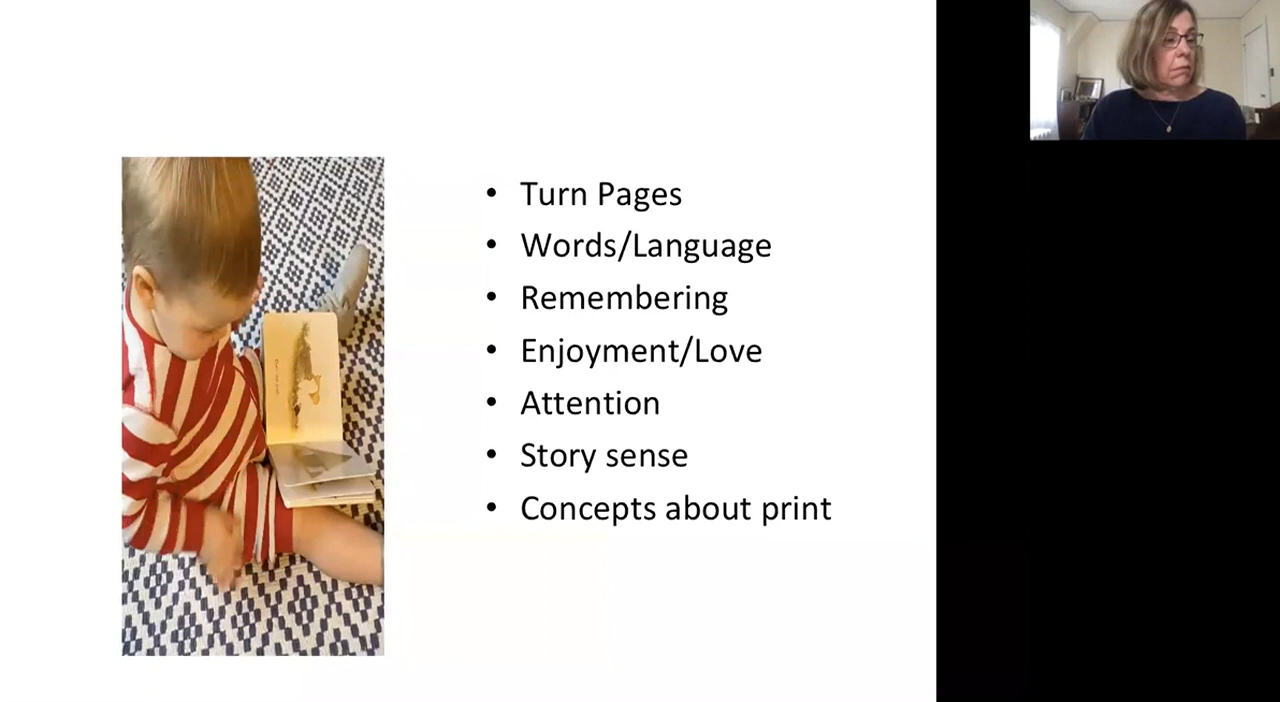 • Turn Pages
• Words/Language
• Remembering
• Enjoyment/Love
• Attention
• Story sense
• Concepts about print